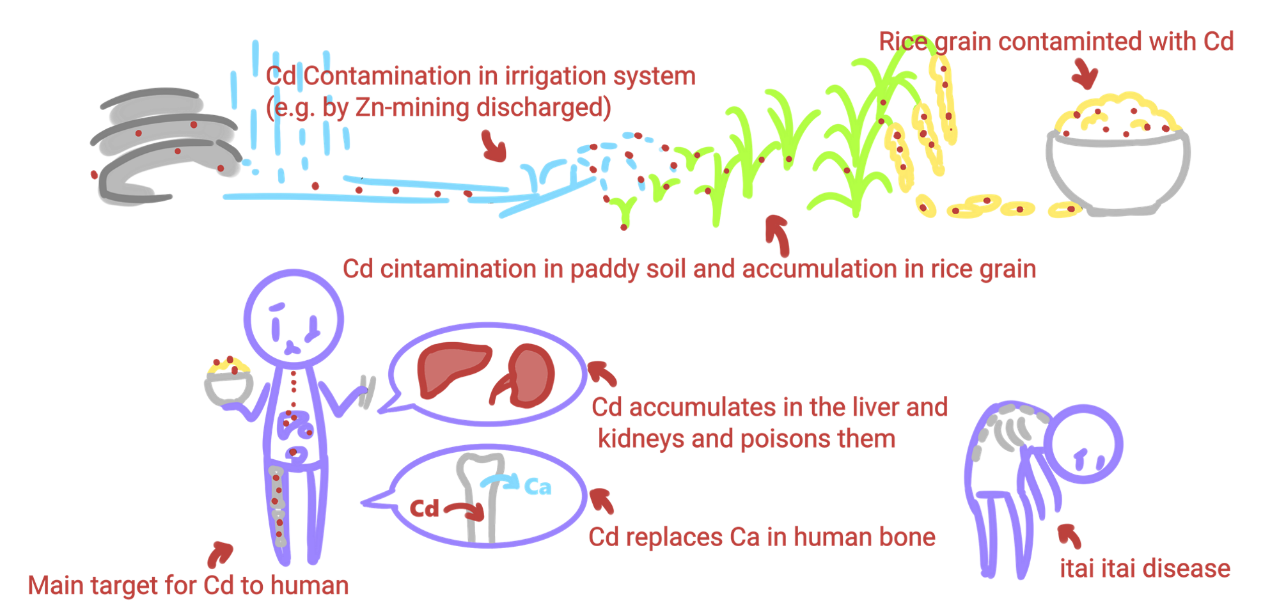 Rice grain contaminted with Cd
Cd Contamination in irrigation system
(e.g. by Zn-mining discharged)
Cd cintamination in paddy soil and accumulation in rice grain
Cd accumulates in the liver and
kidneys and poisons them
Ca
Cd
Cd replaces Ca in human bone
itai itai disease
Main target for Cd to human